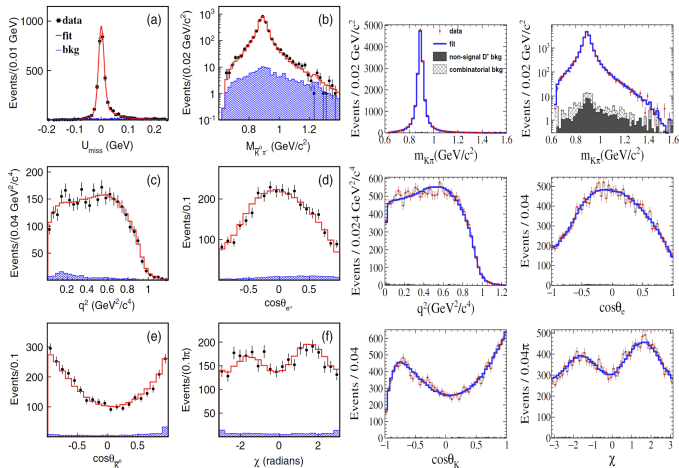 (a)
data
fit
bkg
Events/(0.01 GeV)
1000
800
600
400
200
0
-0.2 -0.1 0 0.1 0.2
U_miss (GeV)
(b)
Events/(0.02 GeV/c²)
10³
10²
10
1
10⁻¹
0.8 1 1.2
M_K̄⁰π⁻ (GeV/c²)
Events / 0.02 GeV/c²
5000
4000
3000
2000
1000
0
data
fit
non-signal D⁺ bkg
combinatorial bkg
0.6 0.8 1 1.2 1.4 1.6
m_Kπ(GeV/c²)
Events / 0.02 GeV/c²
10³
10²
10
1
0.6 0.8 1 1.2 1.4 1.6
m_Kπ(GeV/c²)
(c)
Events/(0.04 GeV²/c⁴)
200
150
100
50
0.2 0.4 0.6 0.8 1
q² (GeV²/c⁴)
(d)
Events/0.1
200
100
-0.5 0 0.5
cosθ_e⁺
Events / 0.024 GeV²/c⁴
600
500
400
300
200
100
0
0 0.2 0.4 0.6 0.8 1 1.2
q²(GeV²/c⁴)
Events / 0.04
500
400
300
200
100
0
-1 -0.5 0 0.5 1
cosθ_e
(e)
Events/0.1
300
200
100
-0.5 0 0.5 1.0
cosθ_K̄⁰
(f)
Events/(0.1π)
200
150
100
50
-2 0 2
χ (radians)
Events / 0.04
600
500
400
300
200
100
0
-1 -0.5 0 0.5 1
cosθ_K
Events / 0.04π
500
400
300
200
100
0
-3 -2 -1 0 1 2 3
χ